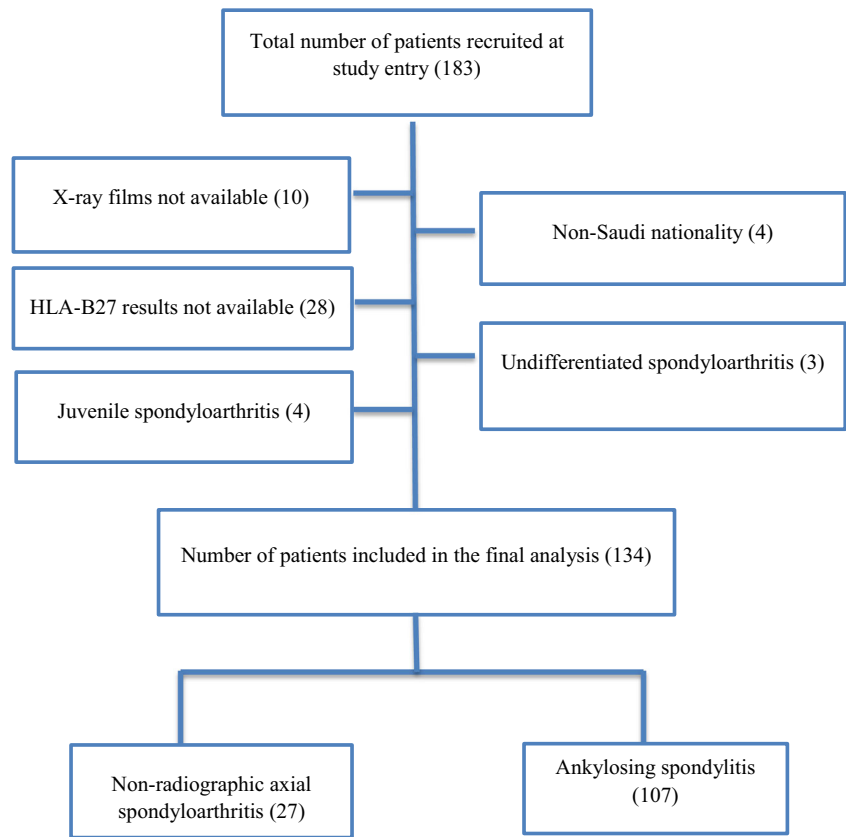 Total number of patients recruited at
study entry (183)
X-ray films not available (10)
Non-Saudi nationality (4)
HLA-B27 results not available (28)
Undifferentiated spondyloarthritis (3)
Juvenile spondyloarthritis (4)
Number of patients included in the final analysis (134)
Non-radiographic axial
spondyloarthritis (27)
Ankylosing spondylitis
(107)